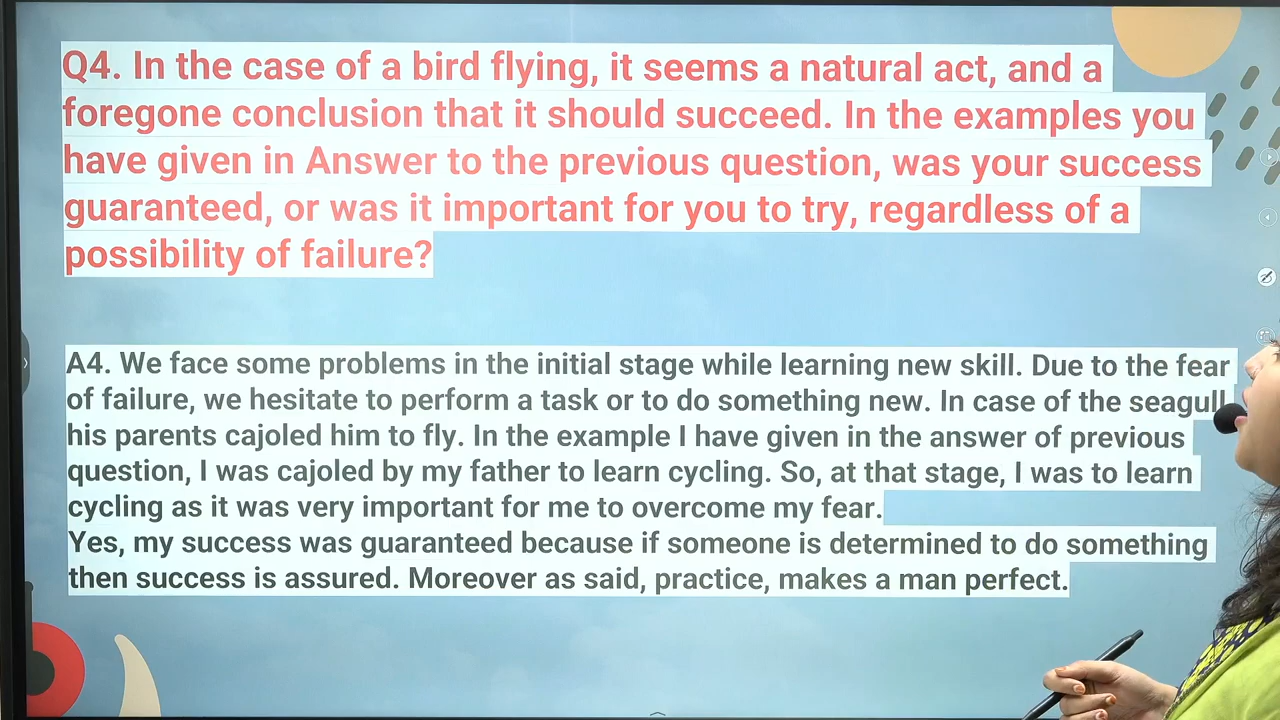 Q4. In the case of a bird flying, it seems a natural act, and a
foregone conclusion that it should succeed. In the examples you
have given in Answer to the previous question, was your success
guaranteed, or was it important for you to try, regardless of a
possibility of failure?
A4. We face some problems in the initial stage while learning new skill. Due to the fear
of failure, we hesitate to perform a task or to do something new. In case of the seagull
his parents cajoled him to fly. In the example I have given in the answer of previous
question, I was cajoled by my father to learn cycling. So, at that stage, I was to learn
cycling as it was very important for me to overcome my fear.
Yes, my success was guaranteed because if someone is determined to do something
then success is assured. Moreover as said, practice, makes a man perfect.